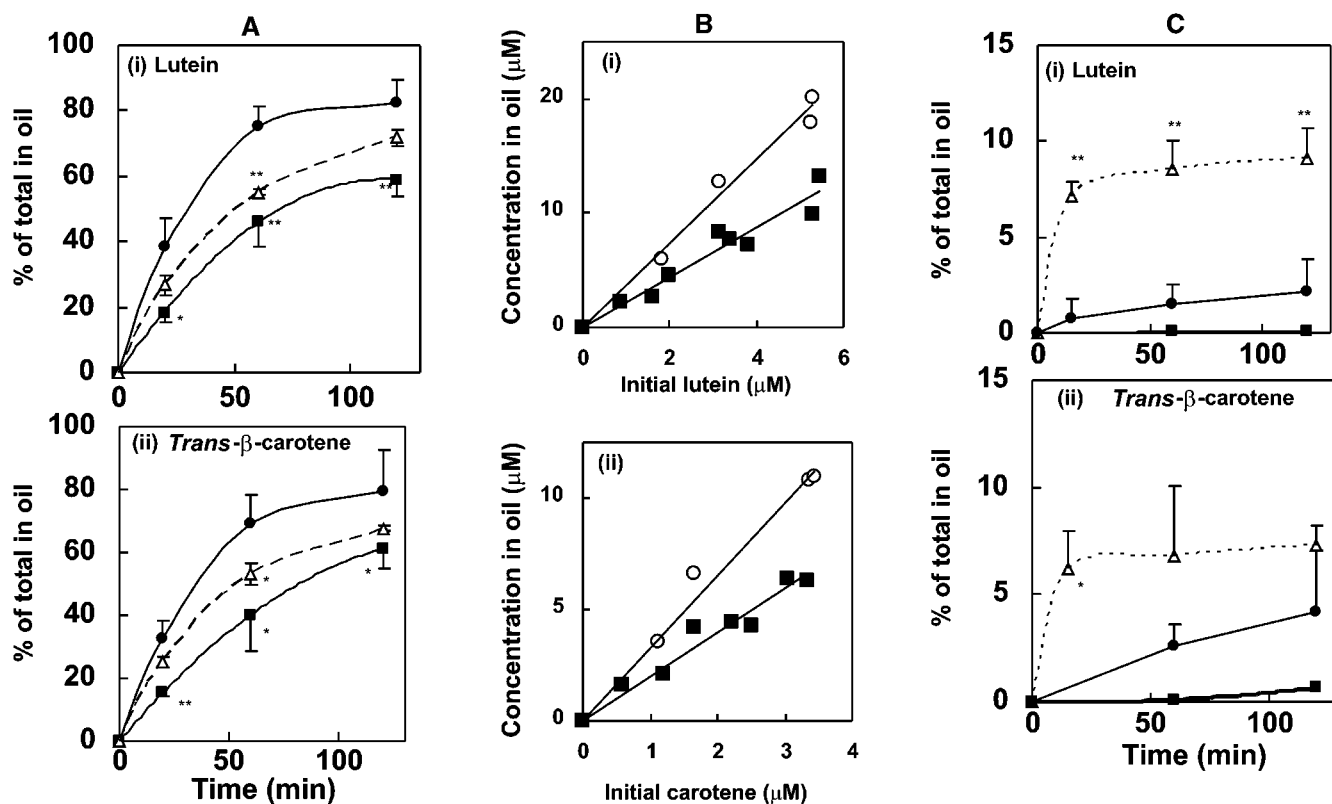 A
(i) Lutein
% of total in oil
100
80
60
40
20
0
0 50 100
**
**
**
*
(ii) Trans-β-carotene
% of total in oil
100
80
60
40
20
0
0 50 100
Time (min)
*
*
*
**
B
(i)
Concentration in oil (μM)
20
10
0
0 2 4 6
Initial lutein (μM)
(ii)
Concentration in oil (μM)
10
5
0
0 1 2 3 4
Initial carotene (μM)
C
(i) Lutein
% of total in oil
15
10
5
0
0 50 100
** ** **
(ii) Trans-β-carotene
% of total in oil
15
10
5
0
0 50 100
Time (min)
*